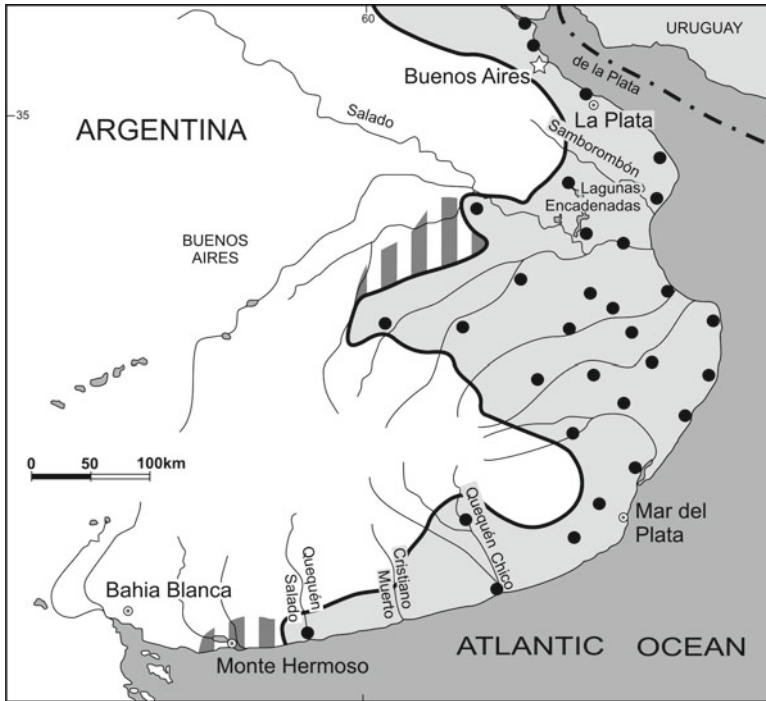 60
URUGUAY
de la Plata
Buenos Aires
35
Salado
La Plata
ARGENTINA
Samborombón
Lagunas
Encadenadas
BUENOS
AIRES
0 50 100km
Quequén Chico
Mar del
Plata
Quequén
Salado
Cristiano
Muerto
Bahia Blanca
Monte Hermoso
ATLANTIC OCEAN